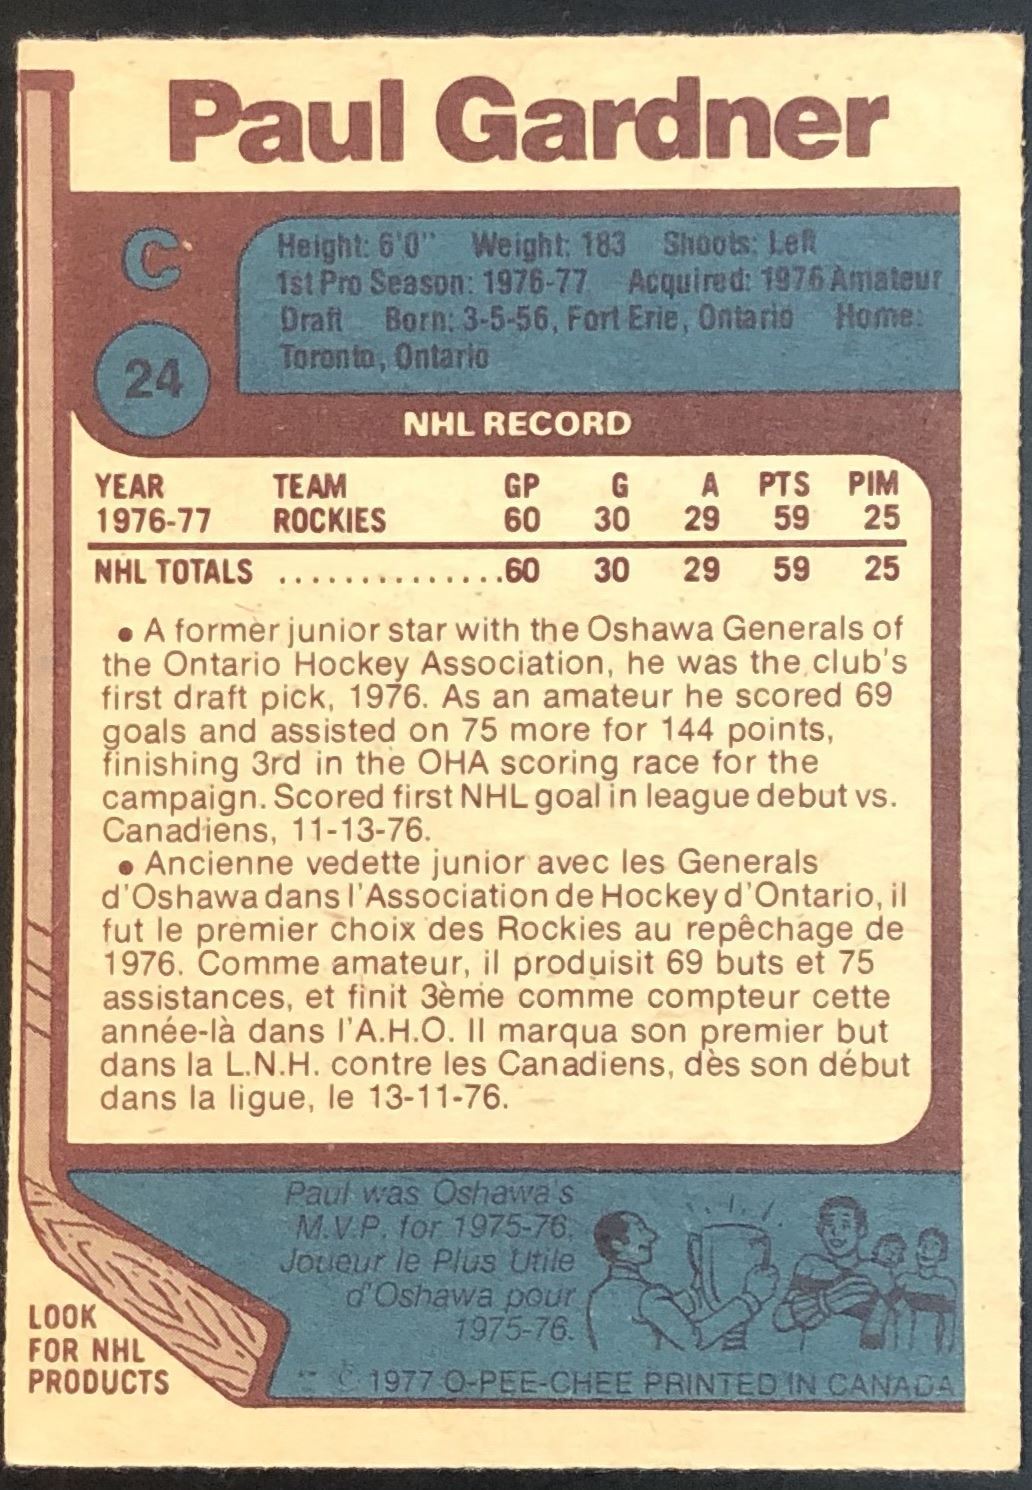 Paul Gardner
C
24
Height: 6'0" Weight: 183 Shoots: Left
1st Pro Season: 1976-77 Acquired: 1976 Amateur
Draft Born: 3-5-56, Fort Erie, Ontario Home:
Toronto, Ontario
NHL RECORD
YEAR TEAM GP G A PTS PIM
1976-77 ROCKIES 60 30 29 59 25
NHL TOTALS ..............60 30 29 59 25
• A former junior star with the Oshawa Generals of
the Ontario Hockey Association, he was the club's
first draft pick, 1976. As an amateur he scored 69
goals and assisted on 75 more for 144 points,
finishing 3rd in the OHA scoring race for the
campaign. Scored first NHL goal in league debut vs.
Canadiens, 11-13-76.
• Ancienne vedette junior avec les Generals
d'Oshawa dans l'Association de Hockey d'Ontario, il
fut le premier choix des Rockies au repêchage de
1976. Comme amateur, il produisit 69 buts et 75
assistances, et finit 3ème comme compteur cette
année-là dans l'A.H.O. Il marqua son premier but
dans la L.N.H. contre les Canadiens, dès son début
dans la ligue, le 13-11-76.
Paul was Oshawa's
M.V.P. for 1975-76.
Joueur le Plus Utile
d'Oshawa pour
1975-76.
LOOK
FOR NHL
PRODUCTS
© 1977 O-PEE-CHEE PRINTED IN CANADA